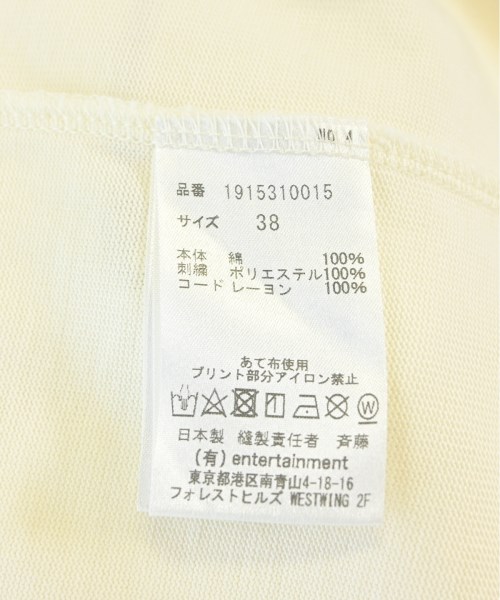 品番 1915310015
サイズ 38
本体 綿 100%
刺繍 ポリエステル100%
コード レーヨン 100%
あて布使用
プリント部分アイロン禁止
W
日本製 縫製責任者 斉藤
(有) entertainment
東京都港区南青山4-18-16
フォレストヒルズ WESTWING 2F